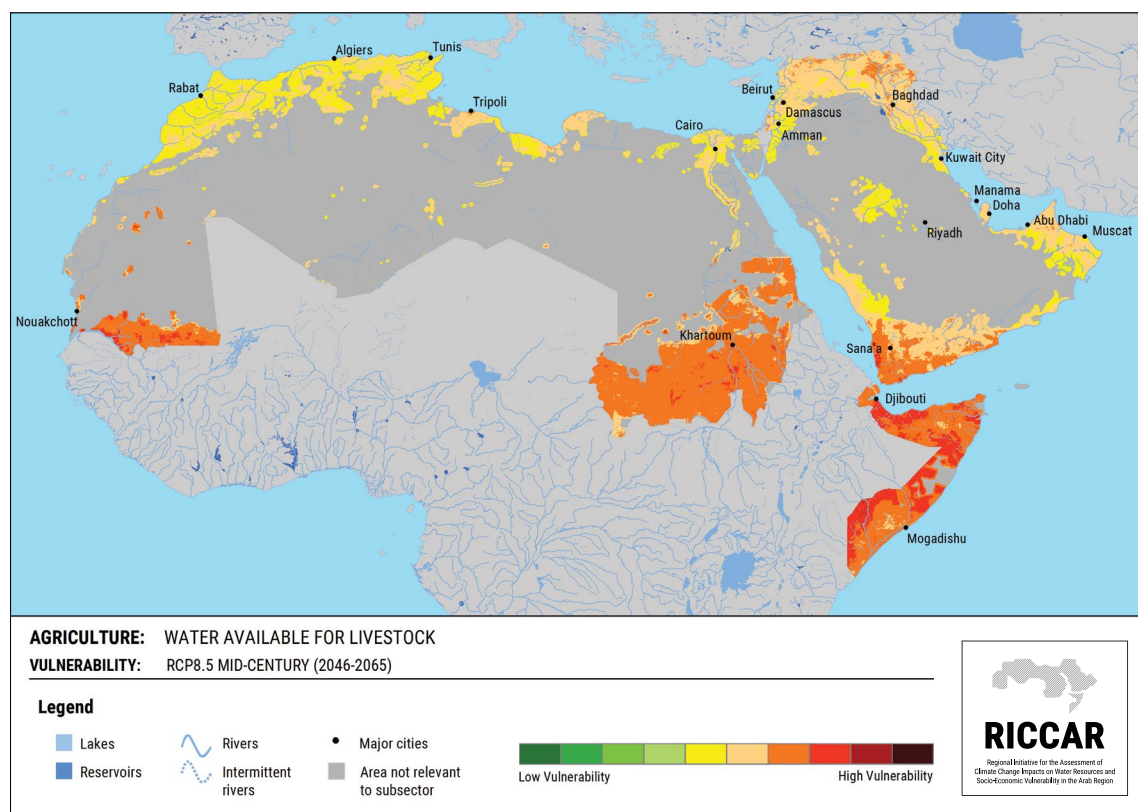 Algiers
Tunis
Rabat
Tripoli
Beirut
Damascus
Baghdad
Cairo
Amman
Kuwait City
Manama
Doha
Abu Dhabi
Muscat
Riyadh
Nouakchott
Khartoum
Sana'a
Djibouti
Mogadishu
AGRICULTURE: WATER AVAILABLE FOR LIVESTOCK
VULNERABILITY: RCP8.5 MID-CENTURY (2046-2065)
Legend
Lakes
Rivers
Major cities
Reservoirs
Intermittent
rivers
Area not relevant
to subsector
Low Vulnerability
High Vulnerability
RICCAR
Regional Initiative for the Assessment of
Climate Change Impacts on Water Resources and
Socio-Economic Vulnerability in the Arab Region